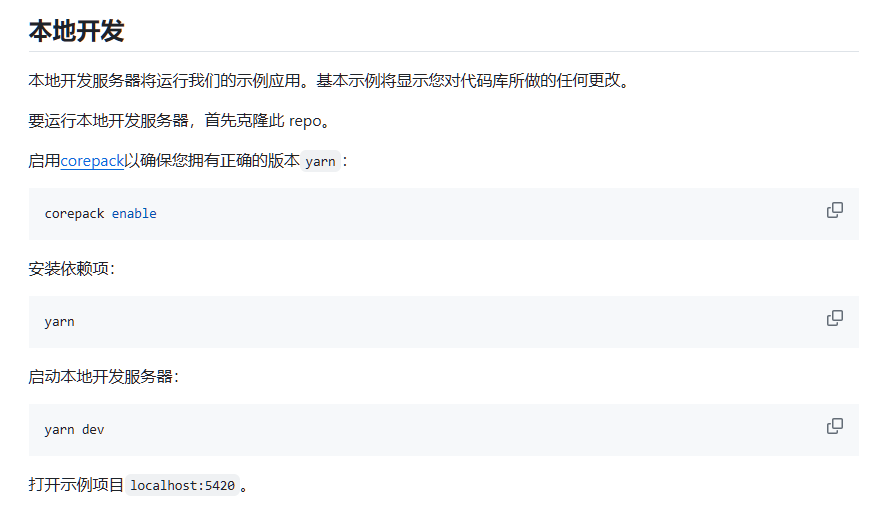 本地开发
本地开发服务器将运行我们的示例应用。基本示例将显示您对代码库所做的任何更改。
要运行本地开发服务器，首先克隆此 repo。
启用corepack以确保您拥有正确的版本 yarn：
corepack enable
安装依赖项：
yarn
启动本地开发服务器：
yarn dev
打开示例项目 localhost:5420。